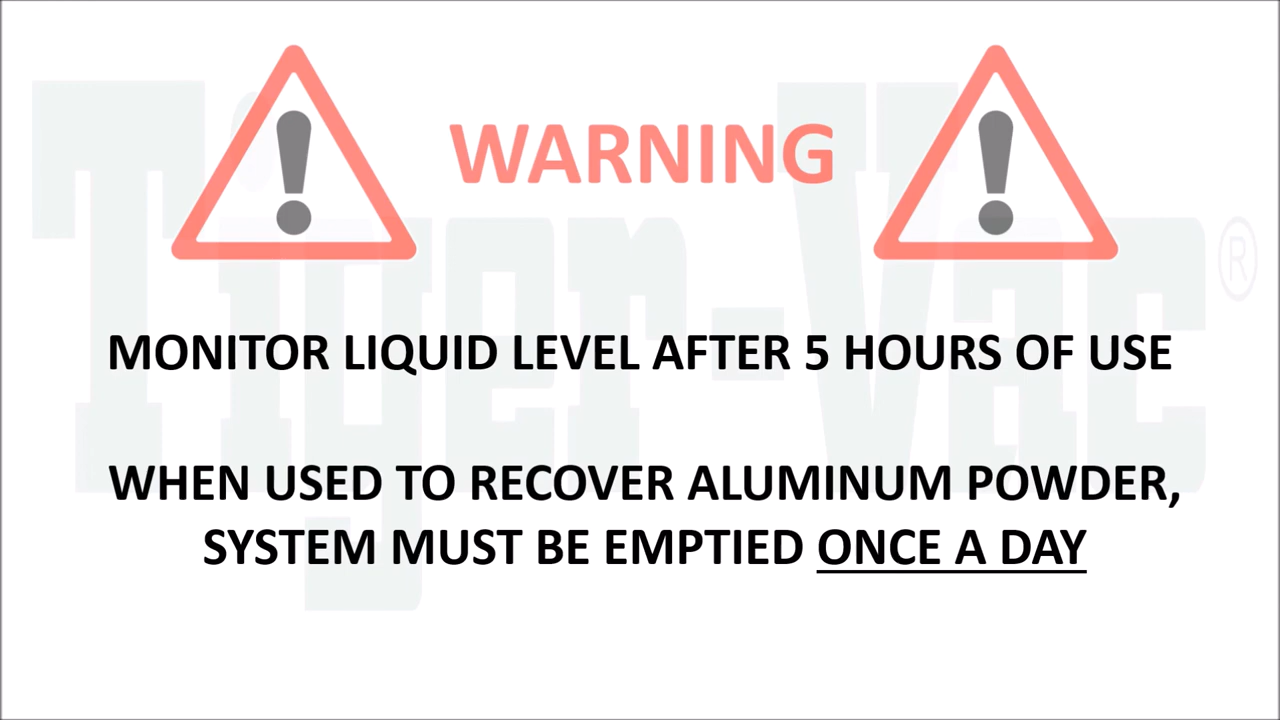 Tiger-Vac®
WARNING
MONITOR LIQUID LEVEL AFTER 5 HOURS OF USE
WHEN USED TO RECOVER ALUMINUM POWDER,
SYSTEM MUST BE EMPTIED ONCE A DAY